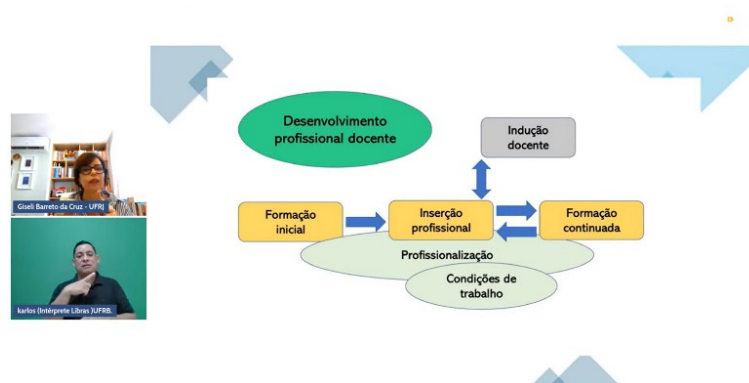 Desenvolvimento
profissional docente
Indução
docente
Giseli Barreto da Cruz - UFRJ
Formação
inicial
Inserção
profissional
Formação
continuada
Profissionalização
Condições de
trabalho
karlos (Intérprete Libras )UFRB.